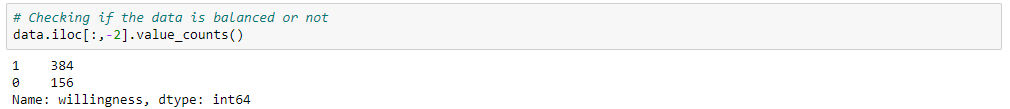 # Checking if the data is balanced or not
data.iloc[:,-2].value_counts()
1    384
0    156
Name: willingness, dtype: int64